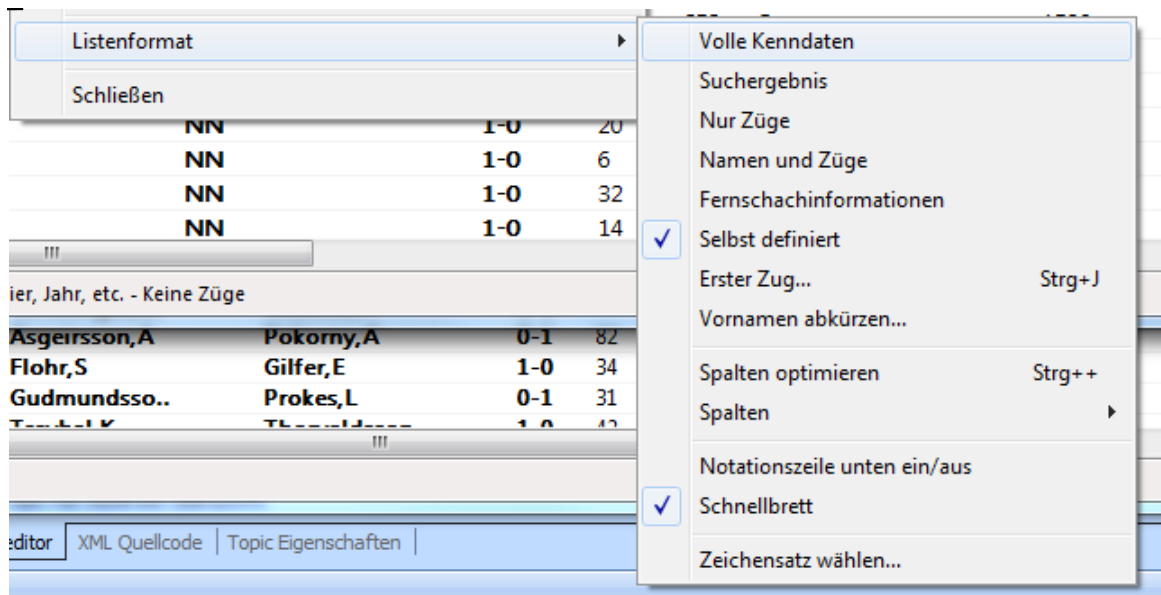 Listenformat
Schließen
NN 1-0 20
NN 1-0 6
NN 1-0 32
NN 1-0 14
ier, Jahr, etc. - Keine Züge
Asgeirsson,A Pokorny,A 0-1 82
Flohr,S Gilfer,E 1-0 34
Gudmundsso.. Prokes,L 0-1 31
editor XML Quellcode Topic Eigenschaften
Volle Kenndaten
Suchergebnis
Nur Züge
Namen und Züge
Fernschachinformationen
Selbst definiert
Erster Zug... Strg+J
Vornamen abkürzen...
Spalten optimieren Strg++
Spalten
Notationszeile unten ein/aus
Schnellbrett
Zeichensatz wählen...